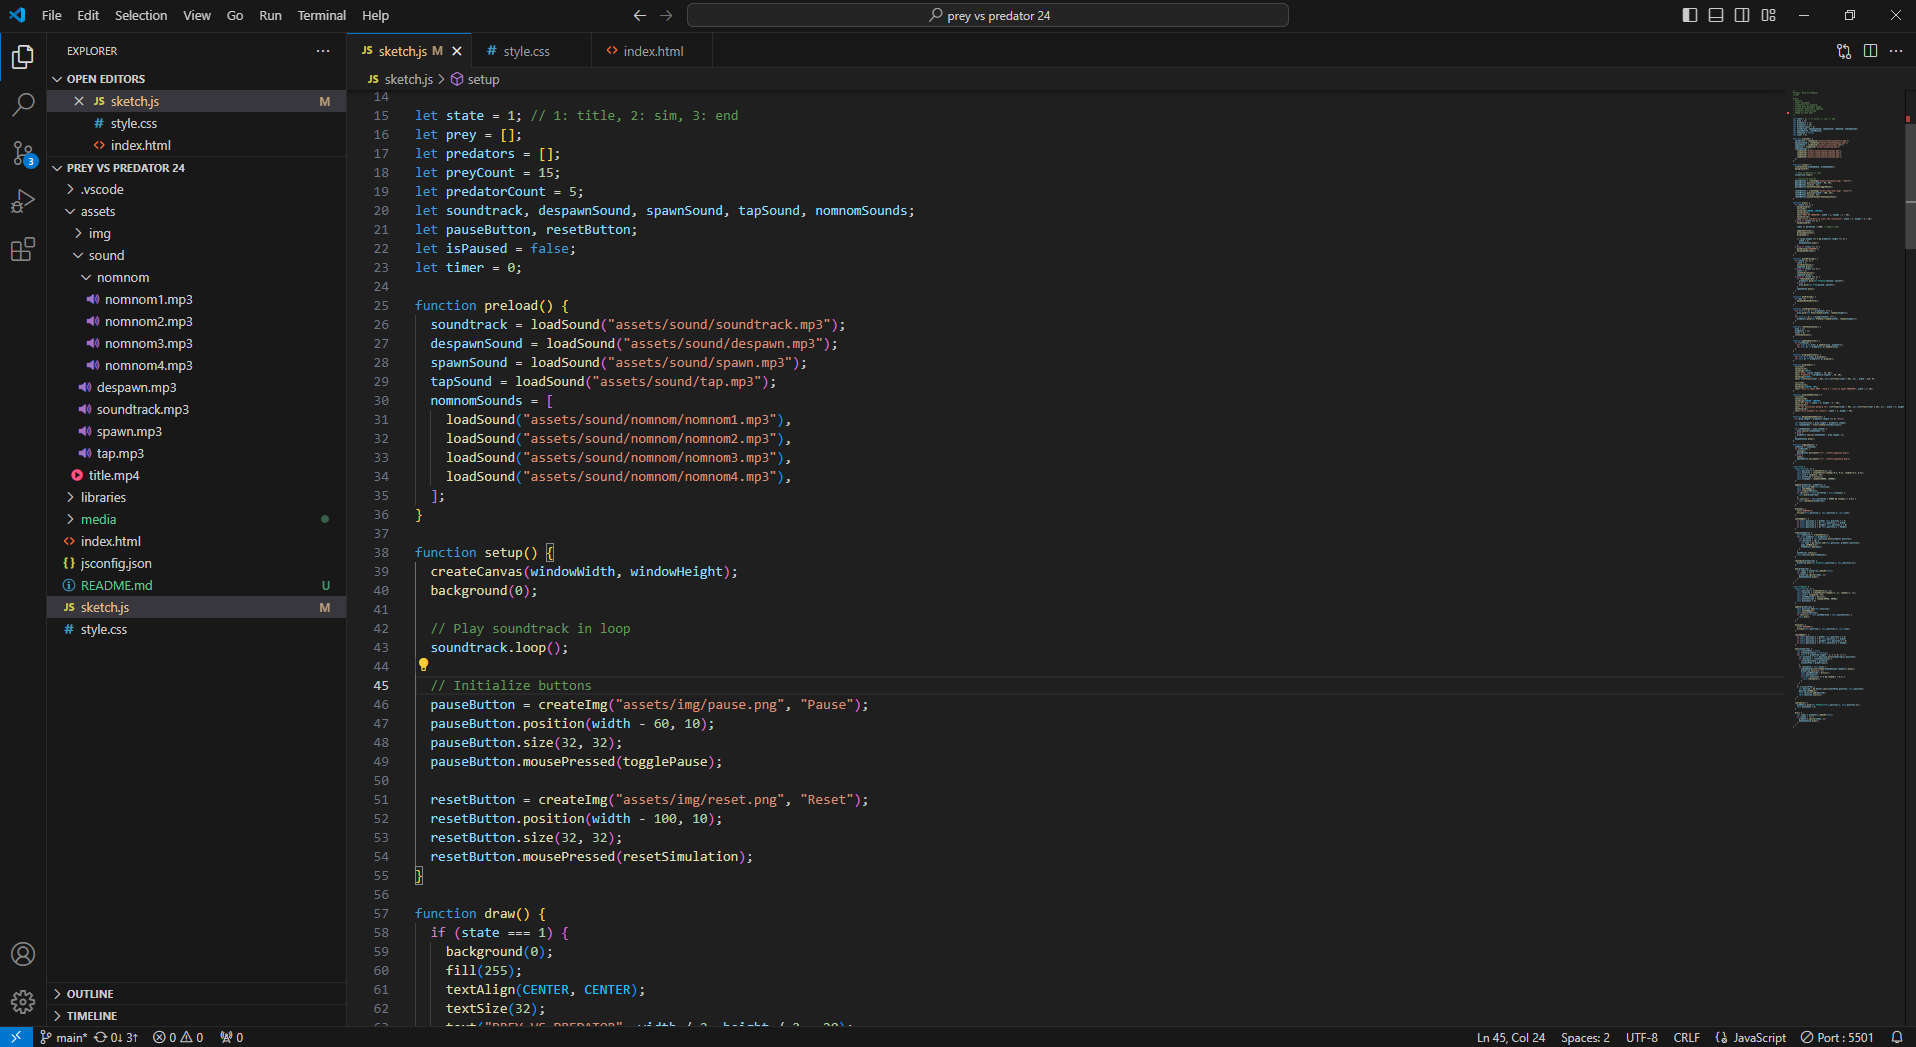 File Edit Selection View Go Run Terminal Help
prey vs predator 24
EXPLORER
OPEN EDITORS
JS sketch.js M
# style.css
<> index.html
PREY VS PREDATOR 24
.vscode
assets
img
sound
nomnom
nomnom1.mp3
nomnom2.mp3
nomnom3.mp3
nomnom4.mp3
despawn.mp3
soundtrack.mp3
spawn.mp3
tap.mp3
title.mp4
libraries
media
<> index.html
{} jsconfig.json
README.md U
JS sketch.js M
# style.css
OUTLINE
TIMELINE
3
JS sketch.js M
# style.css
<> index.html
JS sketch.js > setup
14
15 let state = 1; // 1: title, 2: sim, 3: end
16 let prey = [];
17 let predators = [];
18 let preyCount = 15;
19 let predatorCount = 5;
20 let soundtrack, despawnSound, spawnSound, tapSound, nomnomSounds;
21 let pauseButton, resetButton;
22 let isPaused = false;
23 let timer = 0;
24
25 function preload() {
26 soundtrack = loadSound("assets/sound/soundtrack.mp3");
27 despawnSound = loadSound("assets/sound/despawn.mp3");
28 spawnSound = loadSound("assets/sound/spawn.mp3");
29 tapSound = loadSound("assets/sound/tap.mp3");
30 nomnomSounds = [
31 loadSound("assets/sound/nomnom/nomnom1.mp3"),
32 loadSound("assets/sound/nomnom/nomnom2.mp3"),
33 loadSound("assets/sound/nomnom/nomnom3.mp3"),
34 loadSound("assets/sound/nomnom/nomnom4.mp3"),
35 ];
36 }
37
38 function setup() {
39 createCanvas(windowWidth, windowHeight);
40 background(0);
41
42 // Play soundtrack in loop
43 soundtrack.loop();
44
45 // Initialize buttons
46 pauseButton = createImg("assets/img/pause.png", "Pause");
47 pauseButton.position(width - 60, 10);
48 pauseButton.size(32, 32);
49 pauseButton.mousePressed(togglePause);
50
51 resetButton = createImg("assets/img/reset.png", "Reset");
52 resetButton.position(width - 100, 10);
53 resetButton.size(32, 32);
54 resetButton.mousePressed(resetSimulation);
55 }
56
57 function draw() {
58 if (state === 1) {
59 background(0);
60 fill(255);
61 textAlign(CENTER, CENTER);
62 textSize(32);
63 text("PREY VS PREDATOR", width / 2, height / 2 - 20);
main* 0↓ 3↑ 0 0 0
Ln 45, Col 24 Spaces: 2 UTF-8 CRLF {} JavaScript Port : 5501